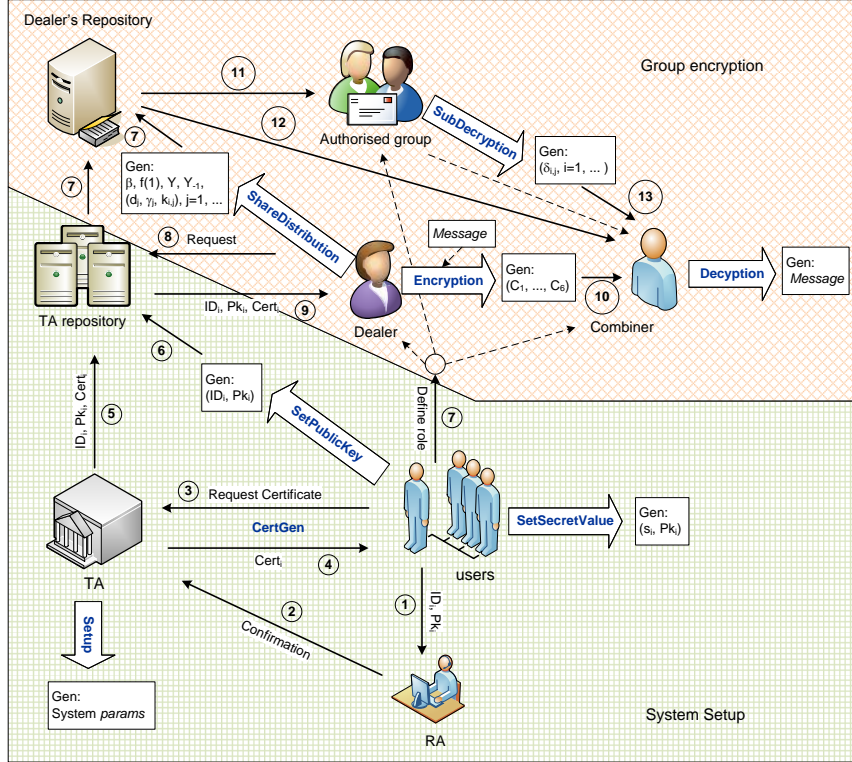 Dealer's Repository
Group encryption
11
12
Authorised group
SubDecryption
Gen:
(δi,j, i=1, ... )
13
7
7
Gen:
β, f(1), Y, Y-1,
(dj, γj, ki,j), j=1, ...
ShareDistribution
8
Request
Message
Encryption
Gen:
(C1, ..., C6)
10
Decyption
Gen:
Message
TA repository
IDi, Pki, Certi
9
Dealer
Combiner
6
Gen:
(IDi, Pki)
SetPublicKey
Define role
7
IDi, Pki, Certi
5
3
Request Certificate
CertGen
Certi
4
SetSecretValue
Gen:
(si, Pki)
TA
users
Setup
2
Confirmation
1
IDi, Pki
Gen:
System params
RA
System Setup